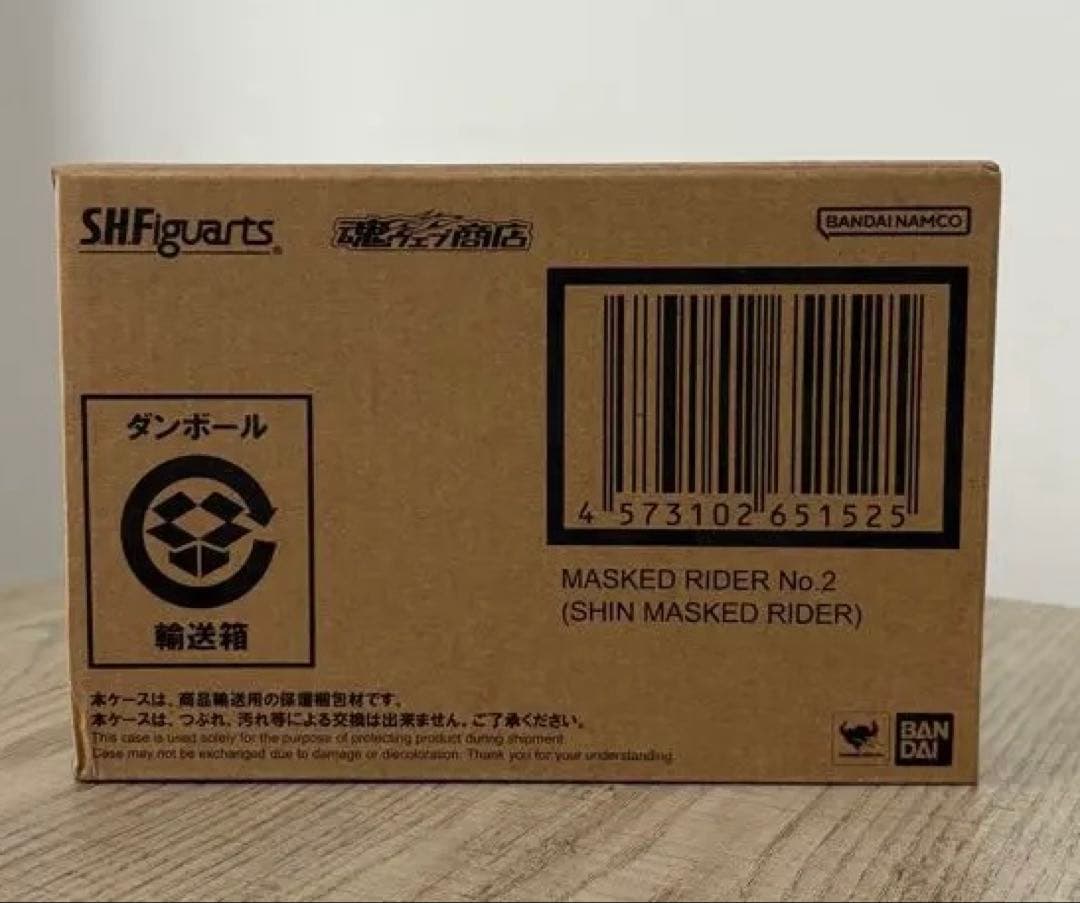 S.H.Figuarts
魂ウェブ商店
BANDAI NAMCO
4 573102 651525
MASKED RIDER No.2
(SHIN MASKED RIDER)
ダンボール
輸送箱
本ケースは、商品輸送用の保護梱包材です。
本ケースは、つぶれ、汚れ等による交換は出来ません。ご了承ください。
This case is used solely for the purpose of protecting product during shipment.
Case may not be exchanged due to damage or discoloration. Thank you for your understanding.
BAN
DAI